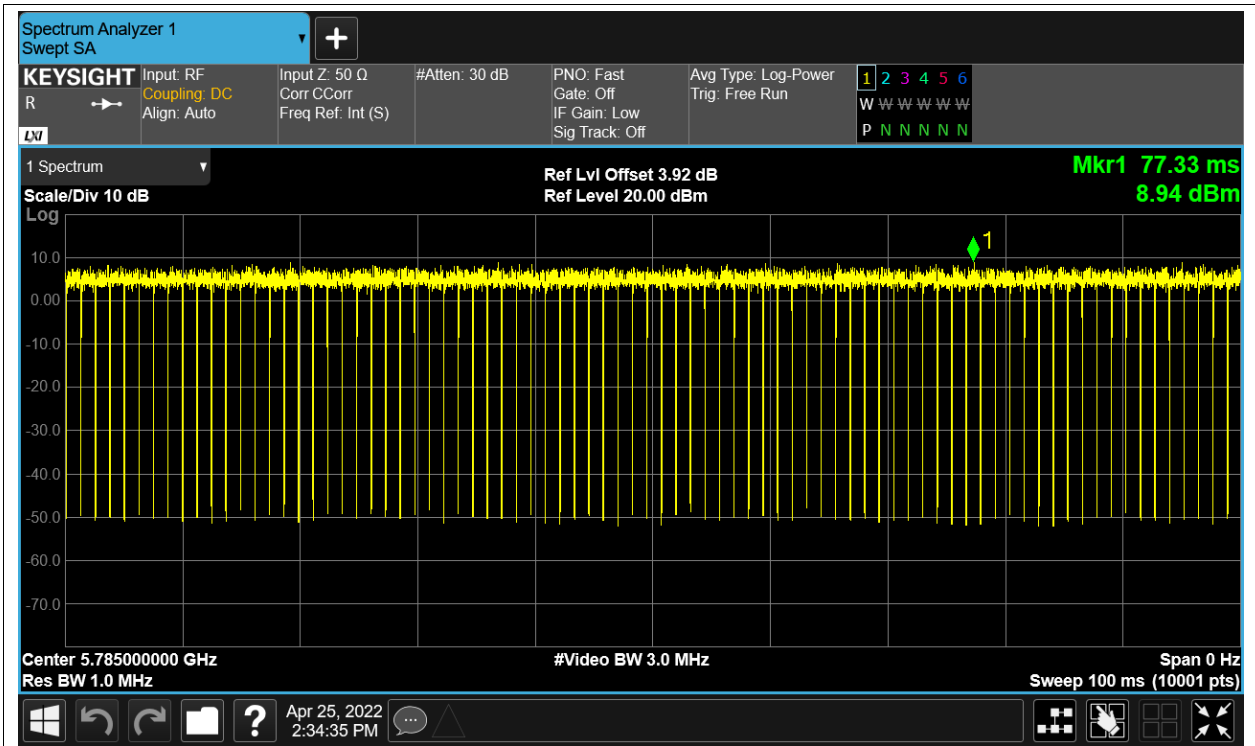 Spectrum Analyzer 1
Swept SA
KEYSIGHT
R
LXI
Input: RF
Coupling: DC
Align: Auto
Input Z: 50 Ω
Corr CCorr
Freq Ref: Int (S)
#Atten: 30 dB
PNO: Fast
Gate: Off
IF Gain: Low
Sig Track: Off
Avg Type: Log-Power
Trig: Free Run
1 2 3 4 5 6
W W W W W W
P N N N N N
1 Spectrum
Scale/Div 10 dB
Ref Lvl Offset 3.92 dB
Ref Level 20.00 dBm
Mkr1 77.33 ms
8.94 dBm
Log
1
10.0
0.00
-10.0
-20.0
-30.0
-40.0
-50.0
-60.0
-70.0
Center 5.785000000 GHz
Res BW 1.0 MHz
#Video BW 3.0 MHz
Span 0 Hz
Sweep 100 ms (10001 pts)
?
Apr 25, 2022
2:34:35 PM